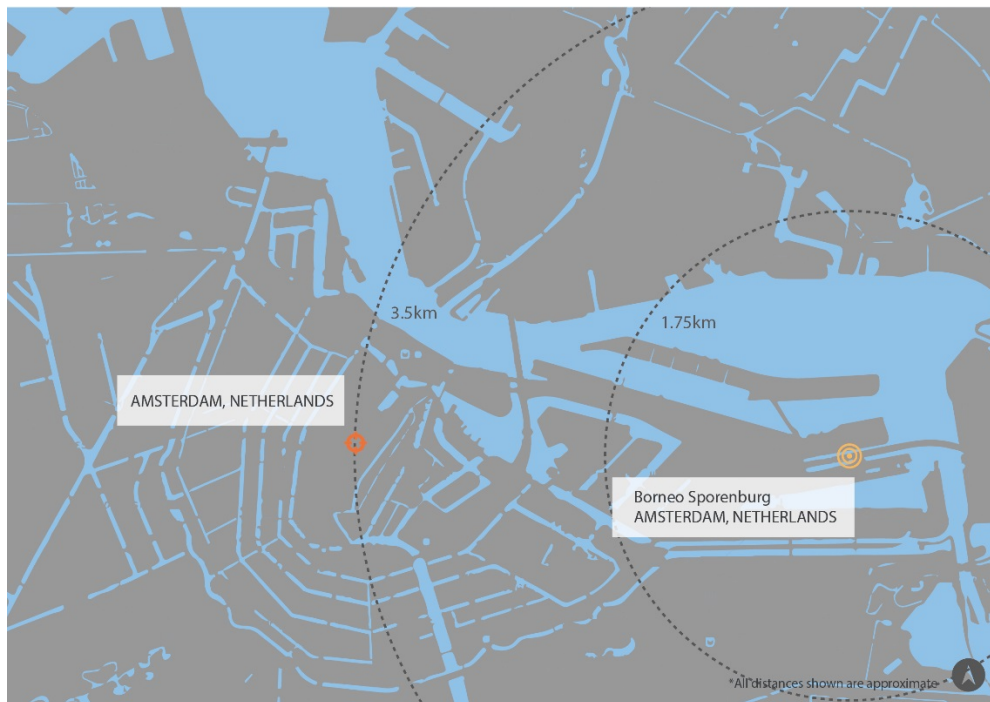 3.5km
1.75km
AMSTERDAM, NETHERLANDS
Borneo Sporenburg
AMSTERDAM, NETHERLANDS
*All distances shown are approximate